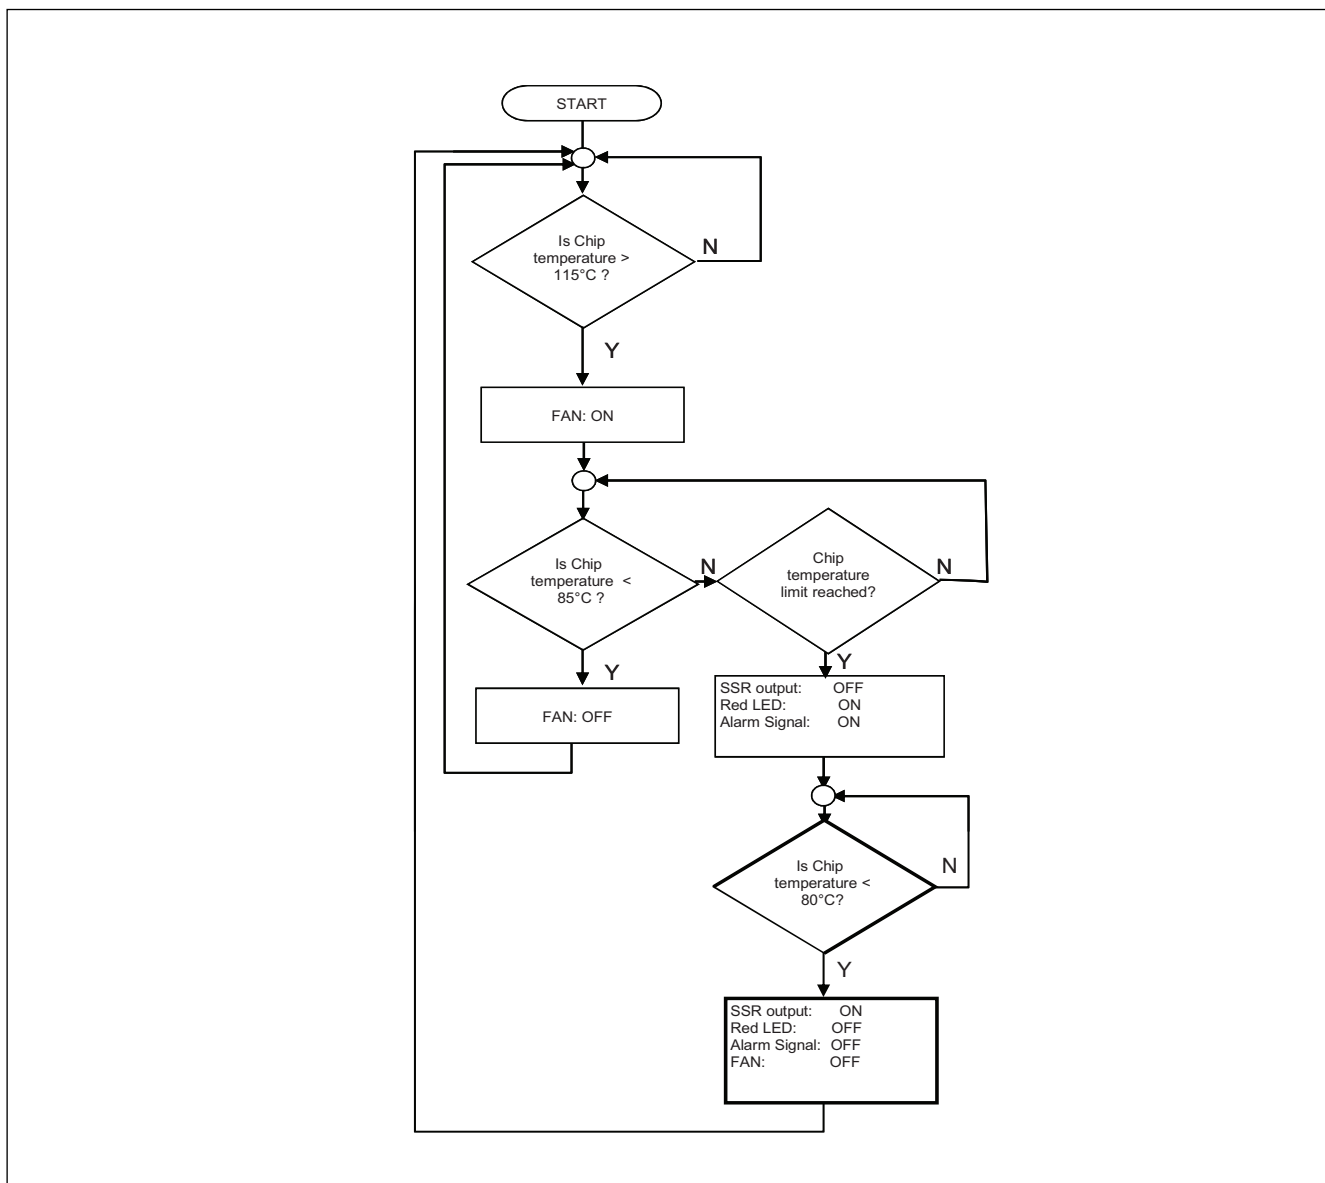 START
Is Chip
temperature >
115°C ?
N
Y
FAN: ON
Is Chip
temperature <
85°C ?
N
Chip
temperature
limit reached?
N
Y
FAN: OFF
Y
SSR output: OFF
Red LED: ON
Alarm Signal: ON
Is Chip
temperature <
80°C?
N
Y
SSR output: ON
Red LED: OFF
Alarm Signal: OFF
FAN: OFF